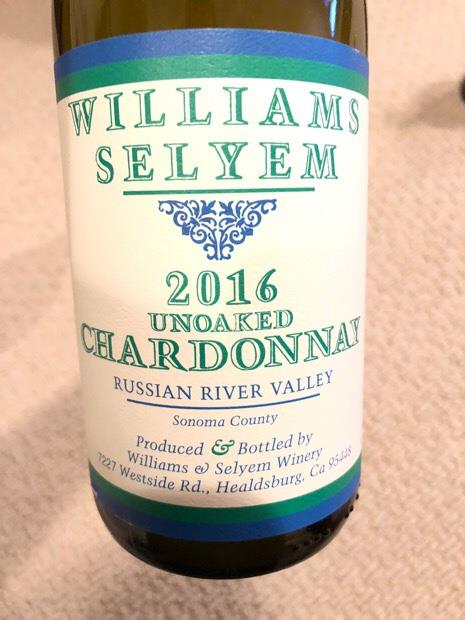 WILLIAMS
SELYEM
2016
UNOAKED
CHARDONNAY
RUSSIAN RIVER VALLEY
Sonoma County
Produced & Bottled by
Williams & Selyem Winery
7227 Westside Rd., Healdsburg, Ca 95448